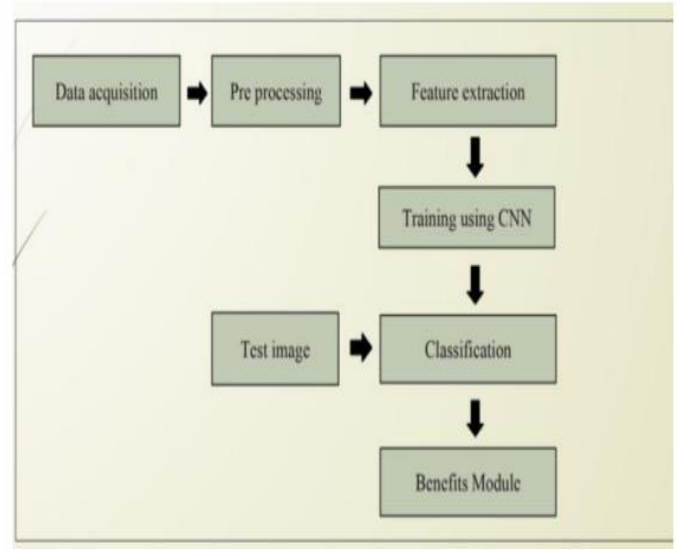 Data acquisition
Pre processing
Feature extraction
Training using CNN
Test image
Classification
Benefits Module